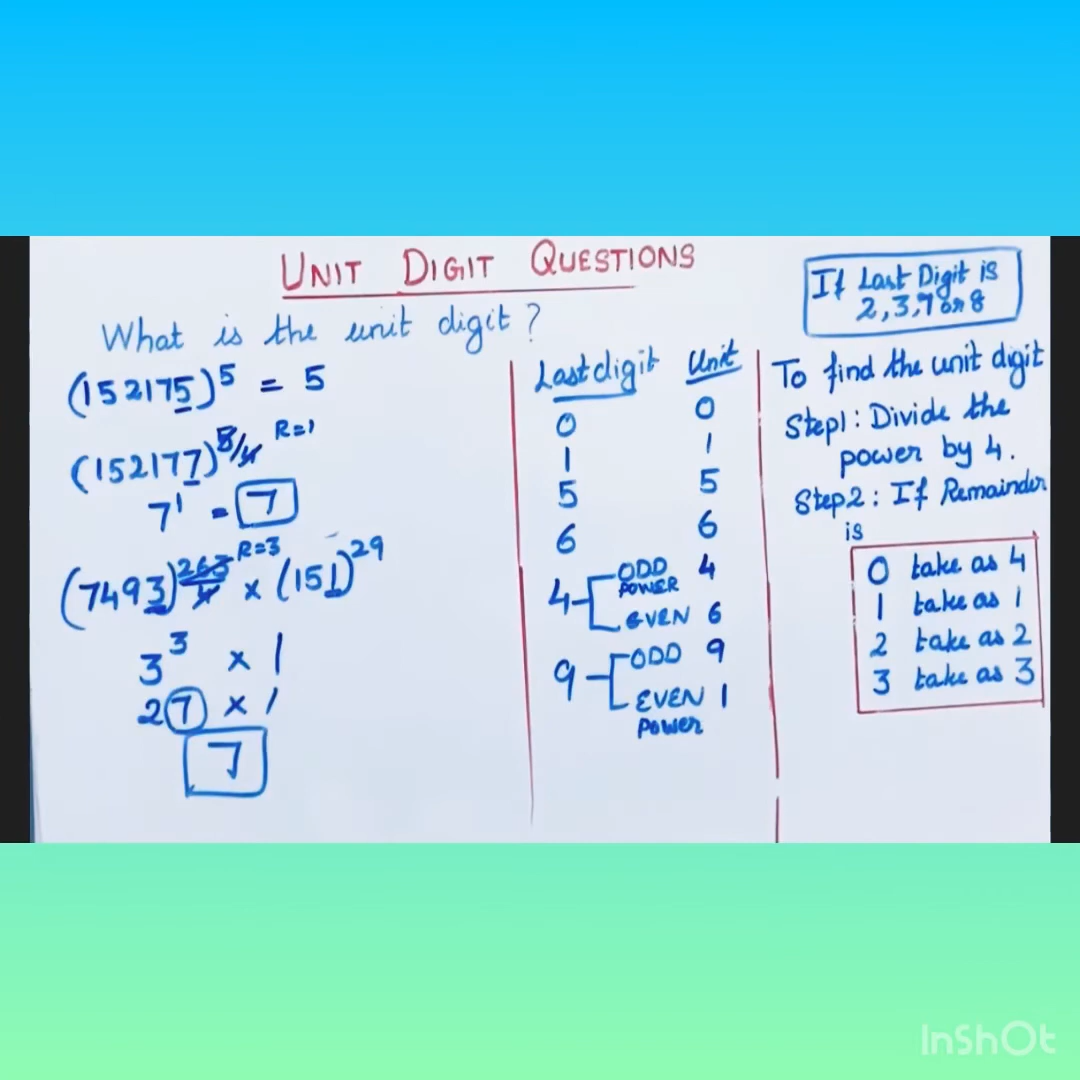 UNIT DIGIT QUESTIONS
What is the unit digit?
(152175)^5 = 5
(152177)^5/4 R=1
7^1 = 7
(7493)^263/4 R=3 × (151)^29
3^3 × 1
27 × 1
7
Last digit Unit
0 0
1 1
5 5
6 6
4 ODD POWER 4
EVEN 6
9 ODD 9
EVEN 1
POWER
If Last Digit is
2, 3, 7 or 8
To find the unit digit
Step1: Divide the
power by 4.
Step2: If Remainder
is
0 take as 4
1 take as 1
2 take as 2
3 take as 3
InShOt